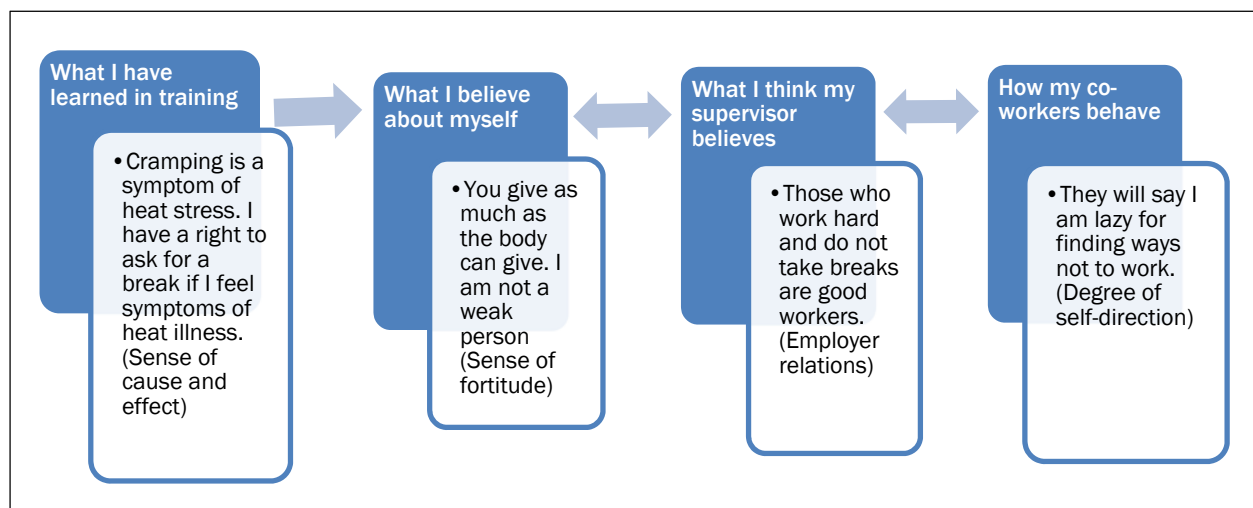 What I have
learned in training
• Cramping is a
symptom of
heat stress. I
have a right to
ask for a
break if I feel
symptoms of
heat illness.
(Sense of
cause and
effect)
What I believe
about myself
• You give as
much as
the body
can give. I
am not a
weak
person
(Sense of
fortitude)
What I think my
supervisor
believes
• Those who
work hard
and do not
take breaks
are good
workers.
(Employer
relations)
How my co-
workers behave
• They will say I
am lazy for
finding ways
not to work.
(Degree of
self-direction)